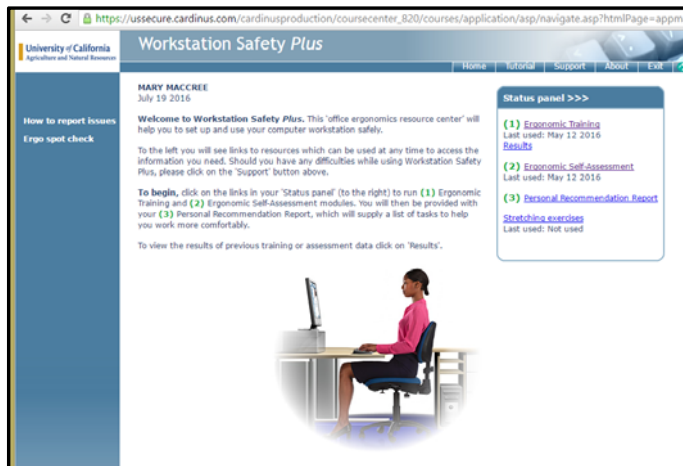 https://ussecure.cardinus.com/cardinusproduction/coursecenter_820/courses/application/asp/navigate.asp?htmlPage=appm
University of California
Agriculture and Natural Resources
Workstation Safety Plus
Home | Tutorial | Support | About | Exit
How to report issues
Ergo spot check
MARY MACCREE
July 19 2016
Welcome to Workstation Safety Plus. This 'office ergonomics resource center' will
help you to set up and use your computer workstation safely.
To the left you will see links to resources which can be used at any time to access the
information you need. Should you have any difficulties while using Workstation Safety
Plus, please click on the 'Support' button above.
To begin, click on the links in your 'Status panel' (to the right) to run (1) Ergonomic
Training and (2) Ergonomic Self-Assessment modules. You will then be provided with
your (3) Personal Recommendation Report, which will supply a list of tasks to help
you work more comfortably.
To view the results of previous training or assessment data click on 'Results'.
Status panel >>>
(1) Ergonomic Training
Last used: May 12 2016
Results
(2) Ergonomic Self-Assessment
Last used: May 12 2016
(3) Personal Recommendation Report
Stretching exercises
Last used: Not used